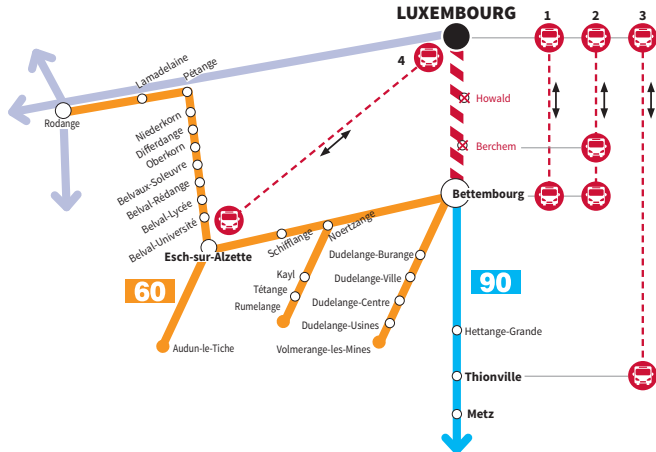 LUXEMBOURG
1
2
3
4
Lamadelaine
Pétange
Rodange
Howald
Niederkorn
Differdange
Oberkorn
Berchem
Belvaux-Soleuvre
Belval-Rédange
Belval-Lycée
Belval-Université
Bettembourg
Schifflange
Noertzange
Esch-sur-Alzette
Dudelange-Burange
Kayl
Dudelange-Ville
60
90
Tétange
Rumelange
Dudelange-Centre
Dudelange-Usines
Hettange-Grande
Audun-le-Tiche
Volmerange-les-Mines
Thionville
Metz